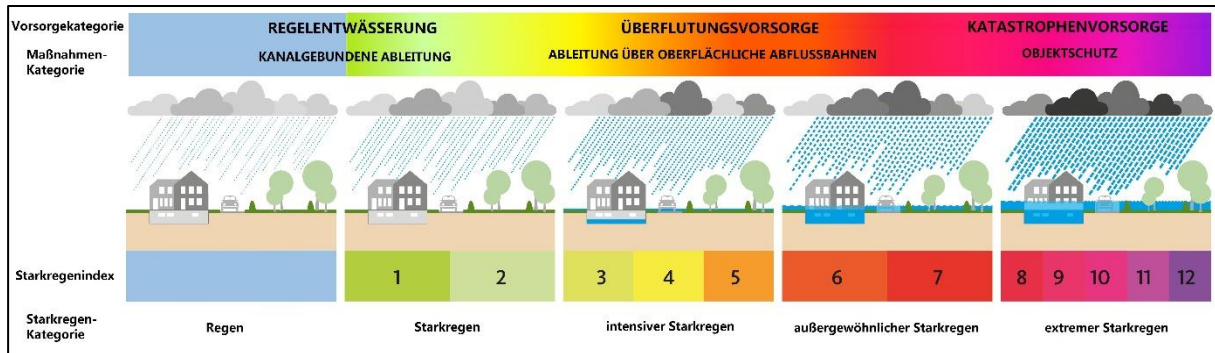 Vorsorgekategorie
REGELENTWÄSSERUNG
ÜBERFLUTUNGSVORSORGE
KATASTROPHENVORSORGE
Maßnahmen-
Kategorie
KANALGEBUNDENE ABLEITUNG
ABLEITUNG ÜBER OBERFLÄCHLICHE ABFLUSSBAHNEN
OBJEKTSCHUTZ
Starkregenindex
1 2 3 4 5 6 7 8 9 10 11 12
Starkregen-
Kategorie
Regen
Starkregen
intensiver Starkregen
außergewöhnlicher Starkregen
extremer Starkregen